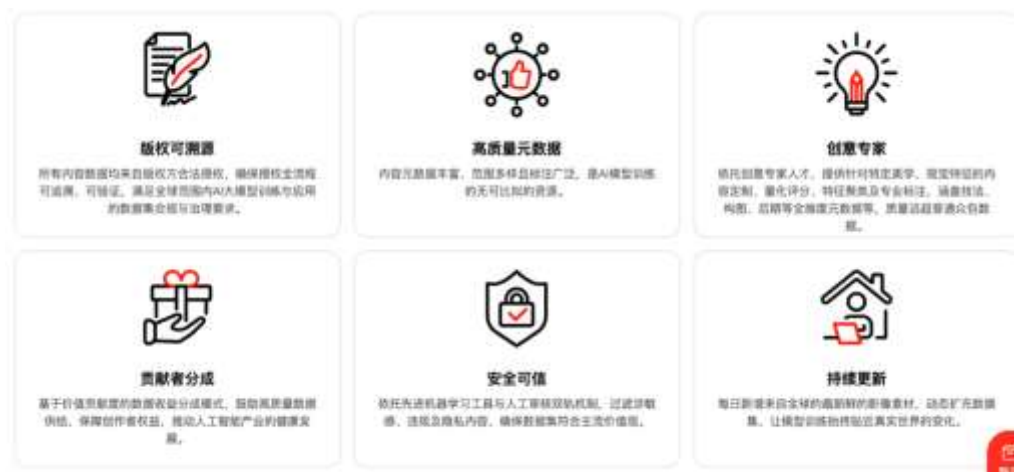 版权可溯源
所有内容数据均来自版权方合法授权，确保授权全流程
可追溯、可验证，满足全球范围内AI大模型训练与应用
的数据集合规与治理要求。
高质量元数据
内容元数据丰富，范围多样且标注广泛，是AI模型训练
的无可比拟的资源。
创意专家
依托创意专家人才，提供针对特定美学、视觉特征的内
容定制、量化评分、特征聚类及专业标注，涵盖技法、
构图、后期等全维度元数据等，质量远超普通众包数
据。
贡献者分成
基于价值贡献度的数据收益分成模式，鼓励高质量数据
供给，保障创作者权益，推动人工智能产业的健康发
展。
安全可信
依托先进机器学习工具与人工审核双轨机制，过滤涉敏
感、违规及隐私内容，确保数据集符合主流价值观。
持续更新
每日新增来自全球的最新鲜的影像素材，动态扩充数据
集，让模型训练始终贴近真实世界的变化。